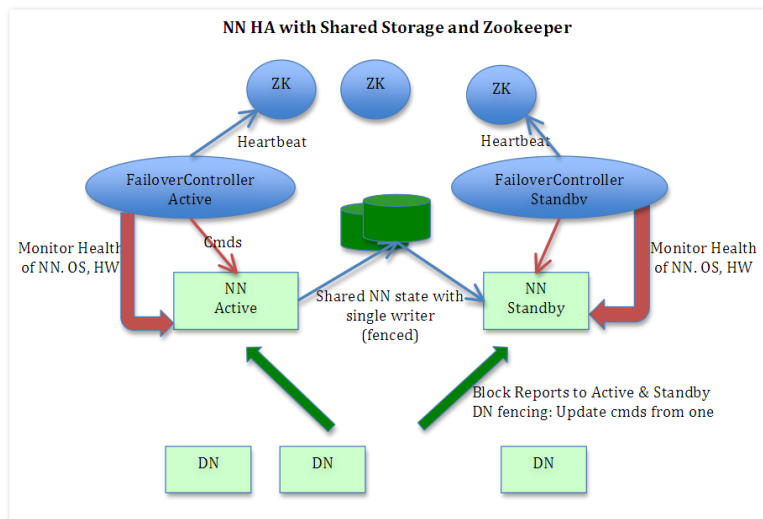 NN HA with Shared Storage and Zookeeper
ZK
ZK
ZK
Heartbeat
Heartbeat
FailoverController
Active
FailoverController
Standby
Cmds
Monitor Health
of NN. OS, HW
Monitor Health
of NN. OS, HW
NN
Active
Shared NN state with
single writer
(fenced)
NN
Standby
Block Reports to Active & Standby
DN fencing: Update cmds from one
DN
DN
DN